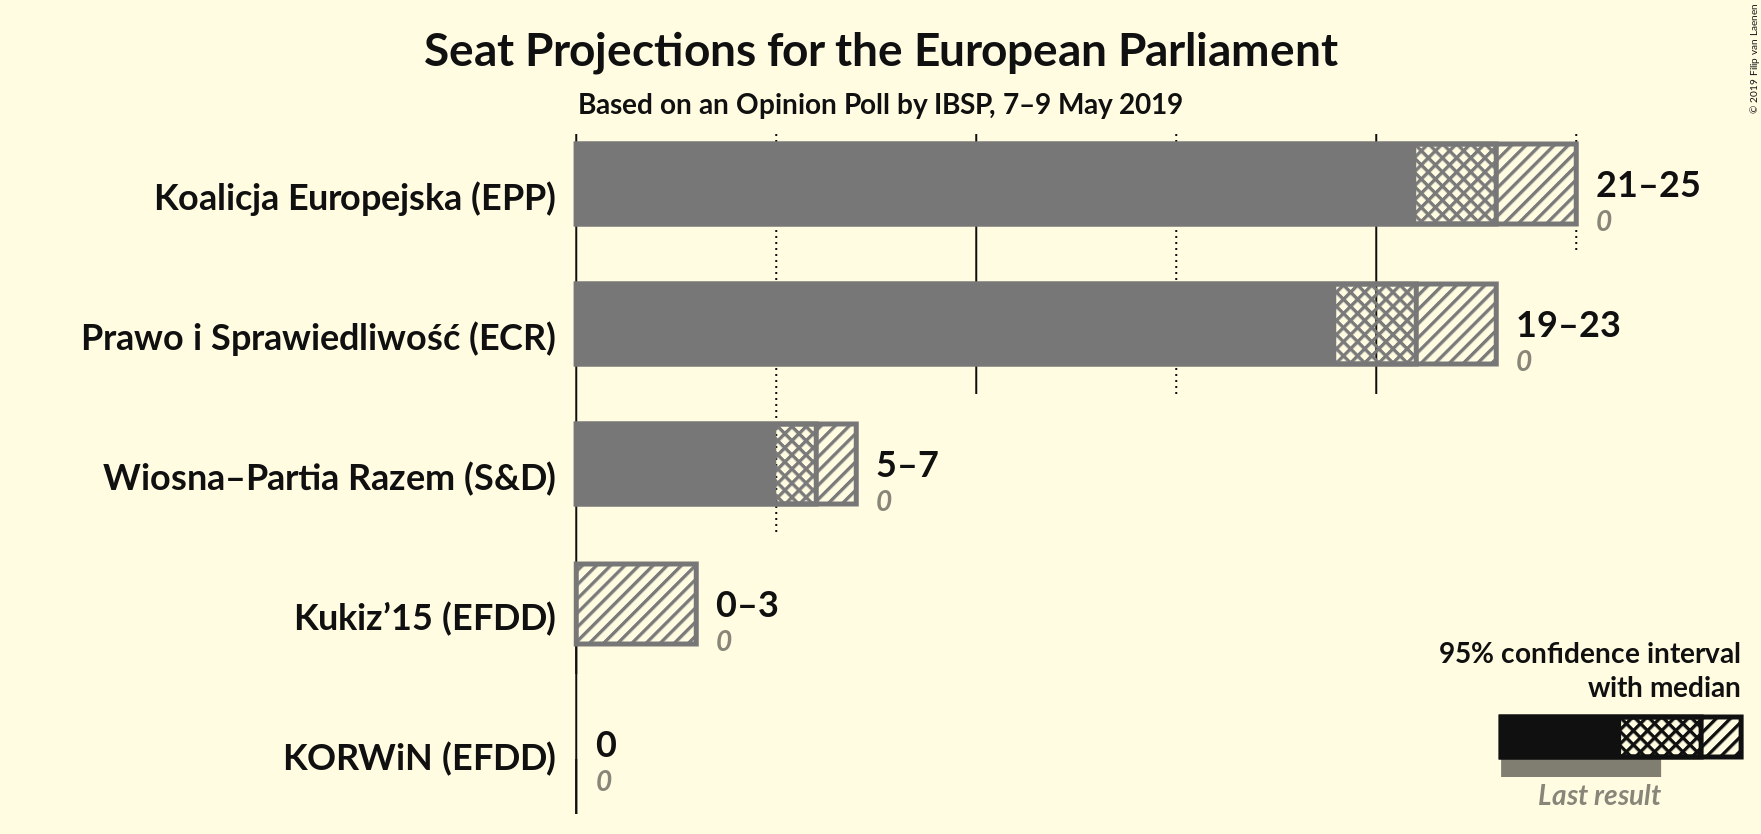 Seat Projections for the European Parliament
Based on an Opinion Poll by IBSP, 7–9 May 2019
© 2019 Filip van Laenen
Koalicja Europejska (EPP)
21–25
0
Prawo i Sprawiedliwość (ECR)
19–23
0
Wiosna–Partia Razem (S&D)
5–7
0
Kukiz’15 (EFDD)
0–3
0
KORWiN (EFDD)
0
0
95% confidence interval
with median
Last result